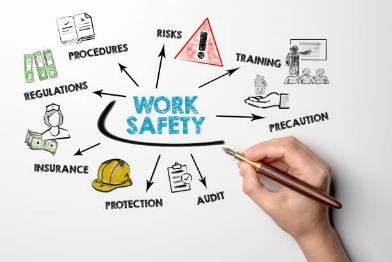 RISKS
PROCEDURES
TRAINING
REGULATIONS
WORK
SAFETY
PRECAUTION
INSURANCE
PROTECTION
AUDIT